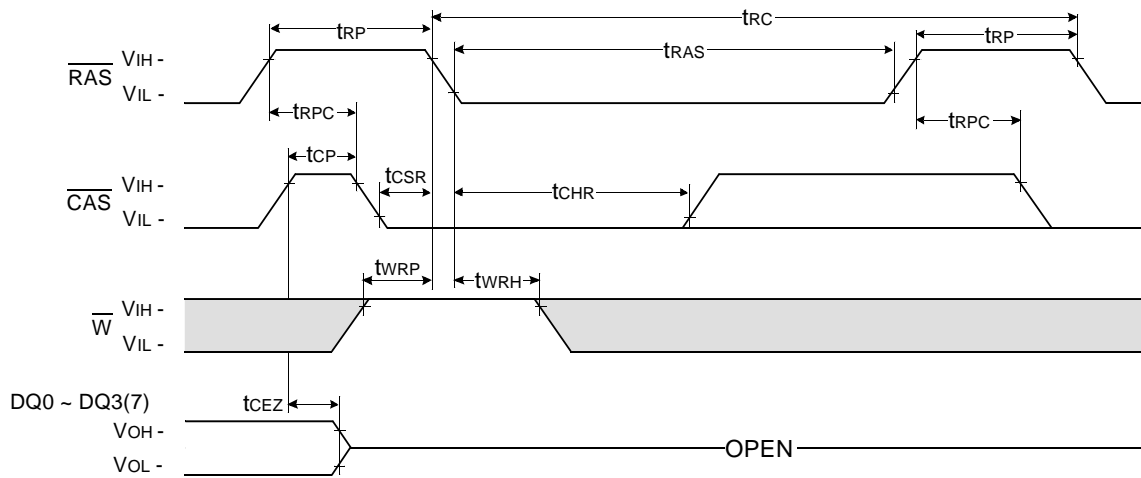 tRP
tRC
tRAS
tRP
RAS
VIH -
VIL -
tRPC
tRPC
tCP
tCSR
tCHR
CAS
VIH -
VIL -
tWRP
tWRH
W
VIH -
VIL -
DQ0 ~ DQ3(7)
tCEZ
VOH -
VOL -
OPEN